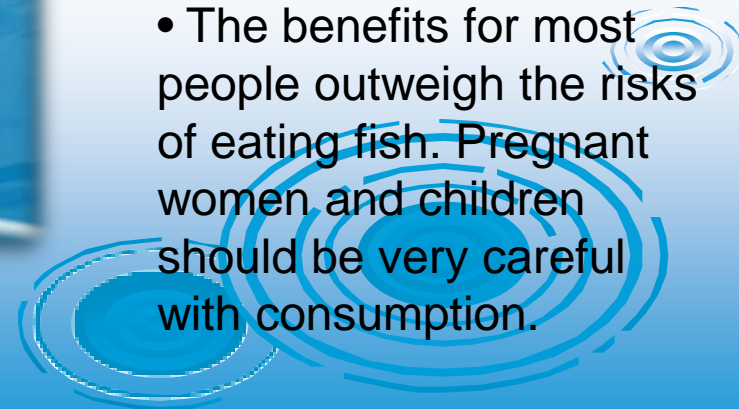 • The benefits for most
people outweigh the risks
of eating fish. Pregnant
women and children
should be very careful
with consumption.